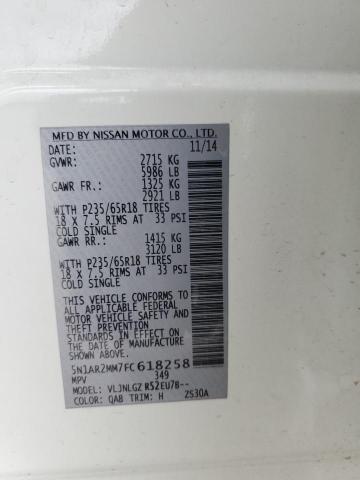 MFD BY NISSAN MOTOR CO., LTD.
DATE: 11/14
GVWR: 2715 KG
5986 LB
GAWR FR.: 1325 KG
2921 LB
WITH P235/65R18 TIRES
18 X 7.5 RIMS AT 33 PSI
COLD SINGLE
GAWR RR.: 1415 KG
3120 LB
WITH P235/65R18 TIRES
18 X 7.5 RIMS AT 33 PSI
COLD SINGLE
THIS VEHICLE CONFORMS TO
ALL APPLICABLE FEDERAL
MOTOR VEHICLE SAFETY AND
THEFT PREVENTION
STANDARDS IN EFFECT ON
THE DATE OF MANUFACTURE
SHOWN ABOVE.
5N1AR2MM7FC618258
MPV 349
MODEL: VLJNLGZ R52EU7B--
COLOR: QAB TRIM: H ZS30A